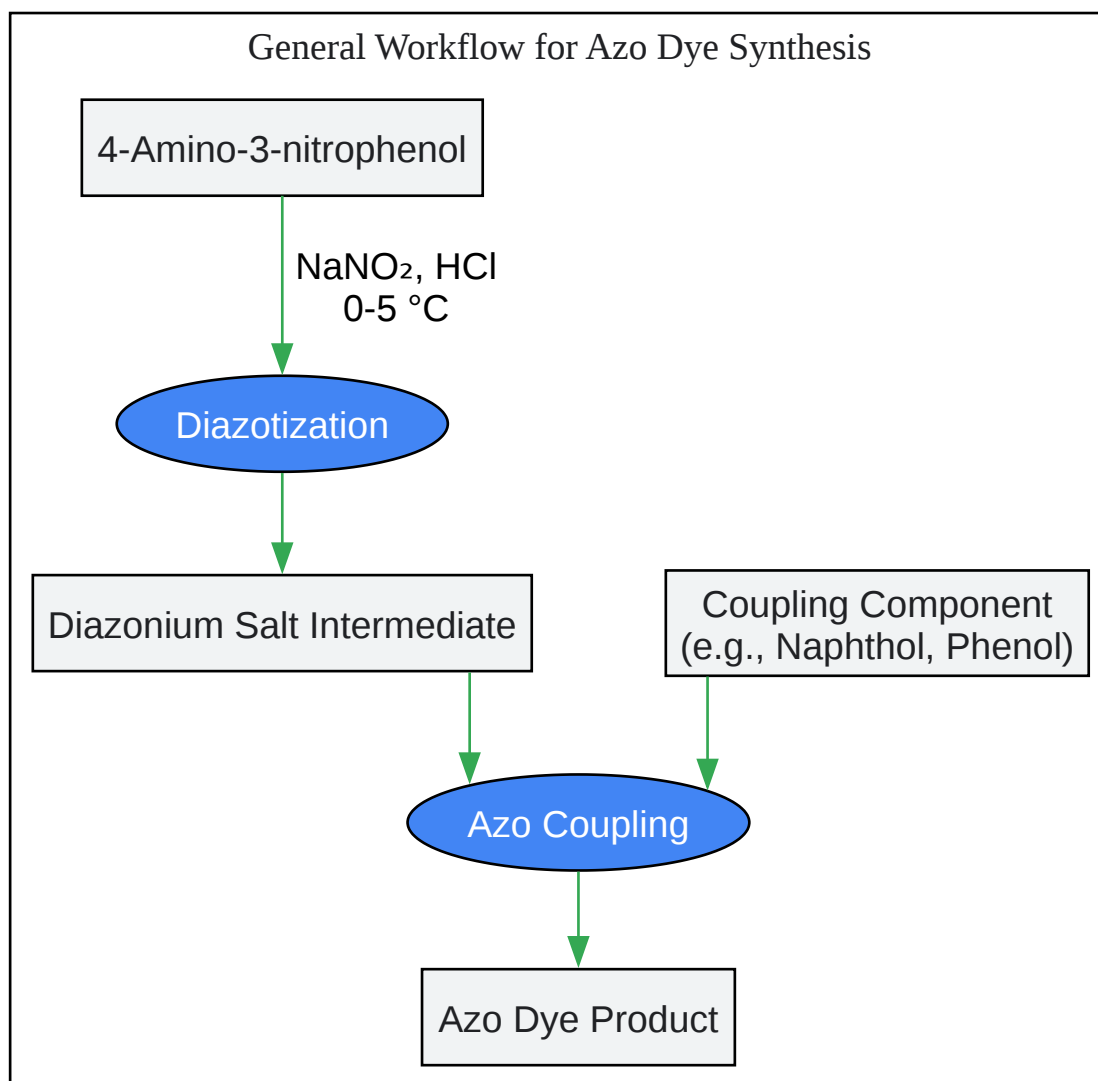 General Workflow for Azo Dye Synthesis
4-Amino-3-nitrophenol
NaNO₂, HCl
0-5 °C
Diazotization
Diazonium Salt Intermediate
Coupling Component
(e.g., Naphthol, Phenol)
Azo Coupling
Azo Dye Product